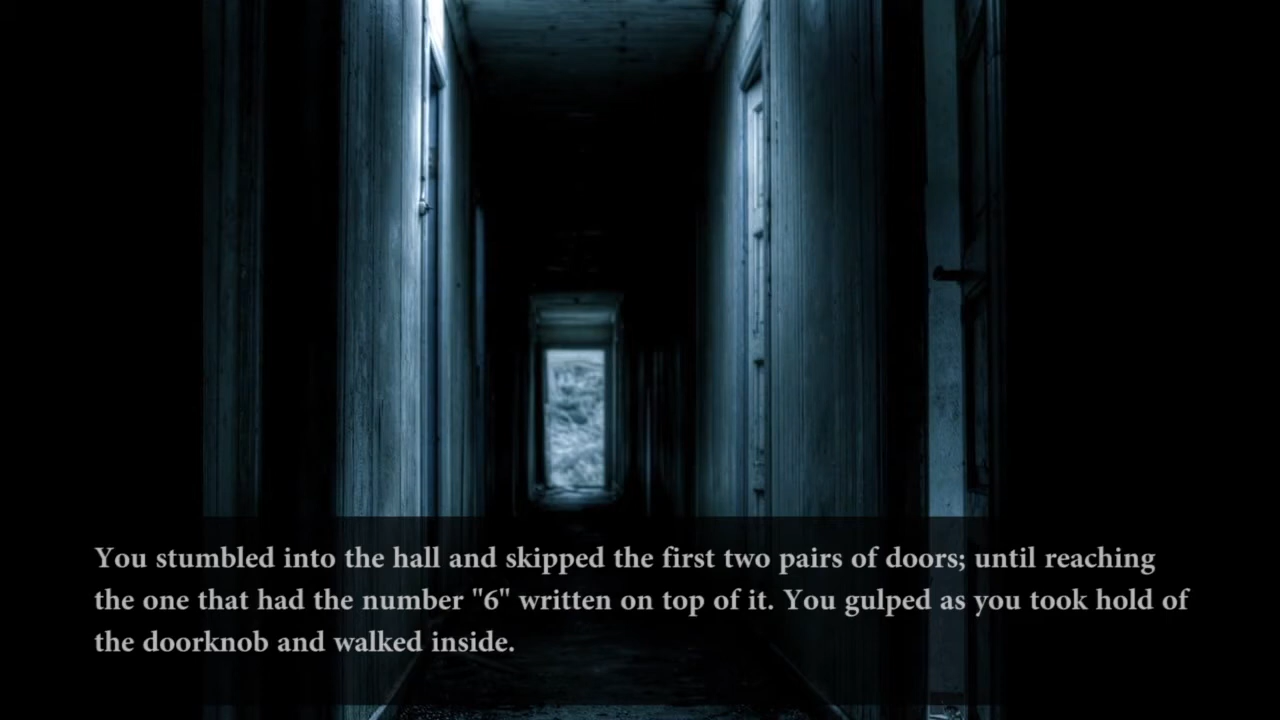 You stumbled into the hall and skipped the first two pairs of doors; until reaching
the one that had the number "6" written on top of it. You gulped as you took hold of
the doorknob and walked inside.